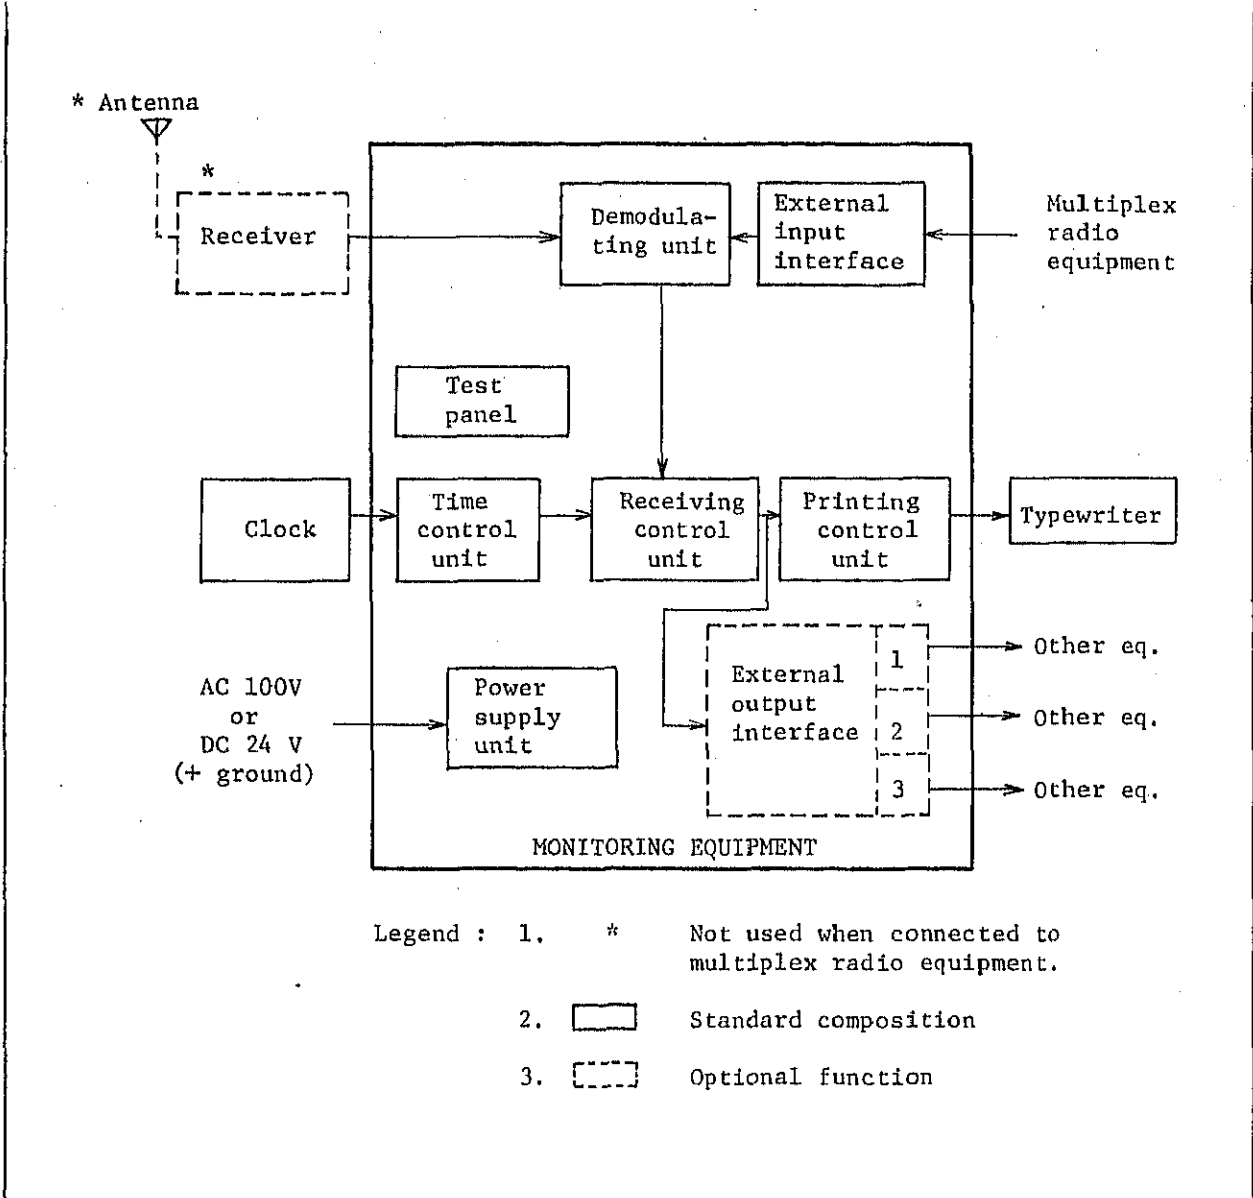 * Antenna
*
Receiver
Demodula-
ting unit
External
input
interface
Multiplex
radio
equipment
Test
panel
Clock
Time
control
unit
Receiving
control
unit
Printing
control
unit
Typewriter
AC 100V
or
DC 24 V
(+ ground)
Power
supply
unit
External
output
interface
1
2
3
Other eq.
Other eq.
Other eq.
MONITORING EQUIPMENT
Legend : 1. * Not used when connected to
multiplex radio equipment.
2. Standard composition
3. Optional function